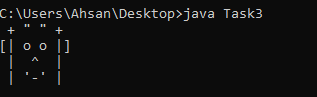 C:\Users\Ahsan\Desktop>java Task3
 + " " +
[| o o |]
 |  ^  |
 | '-' |